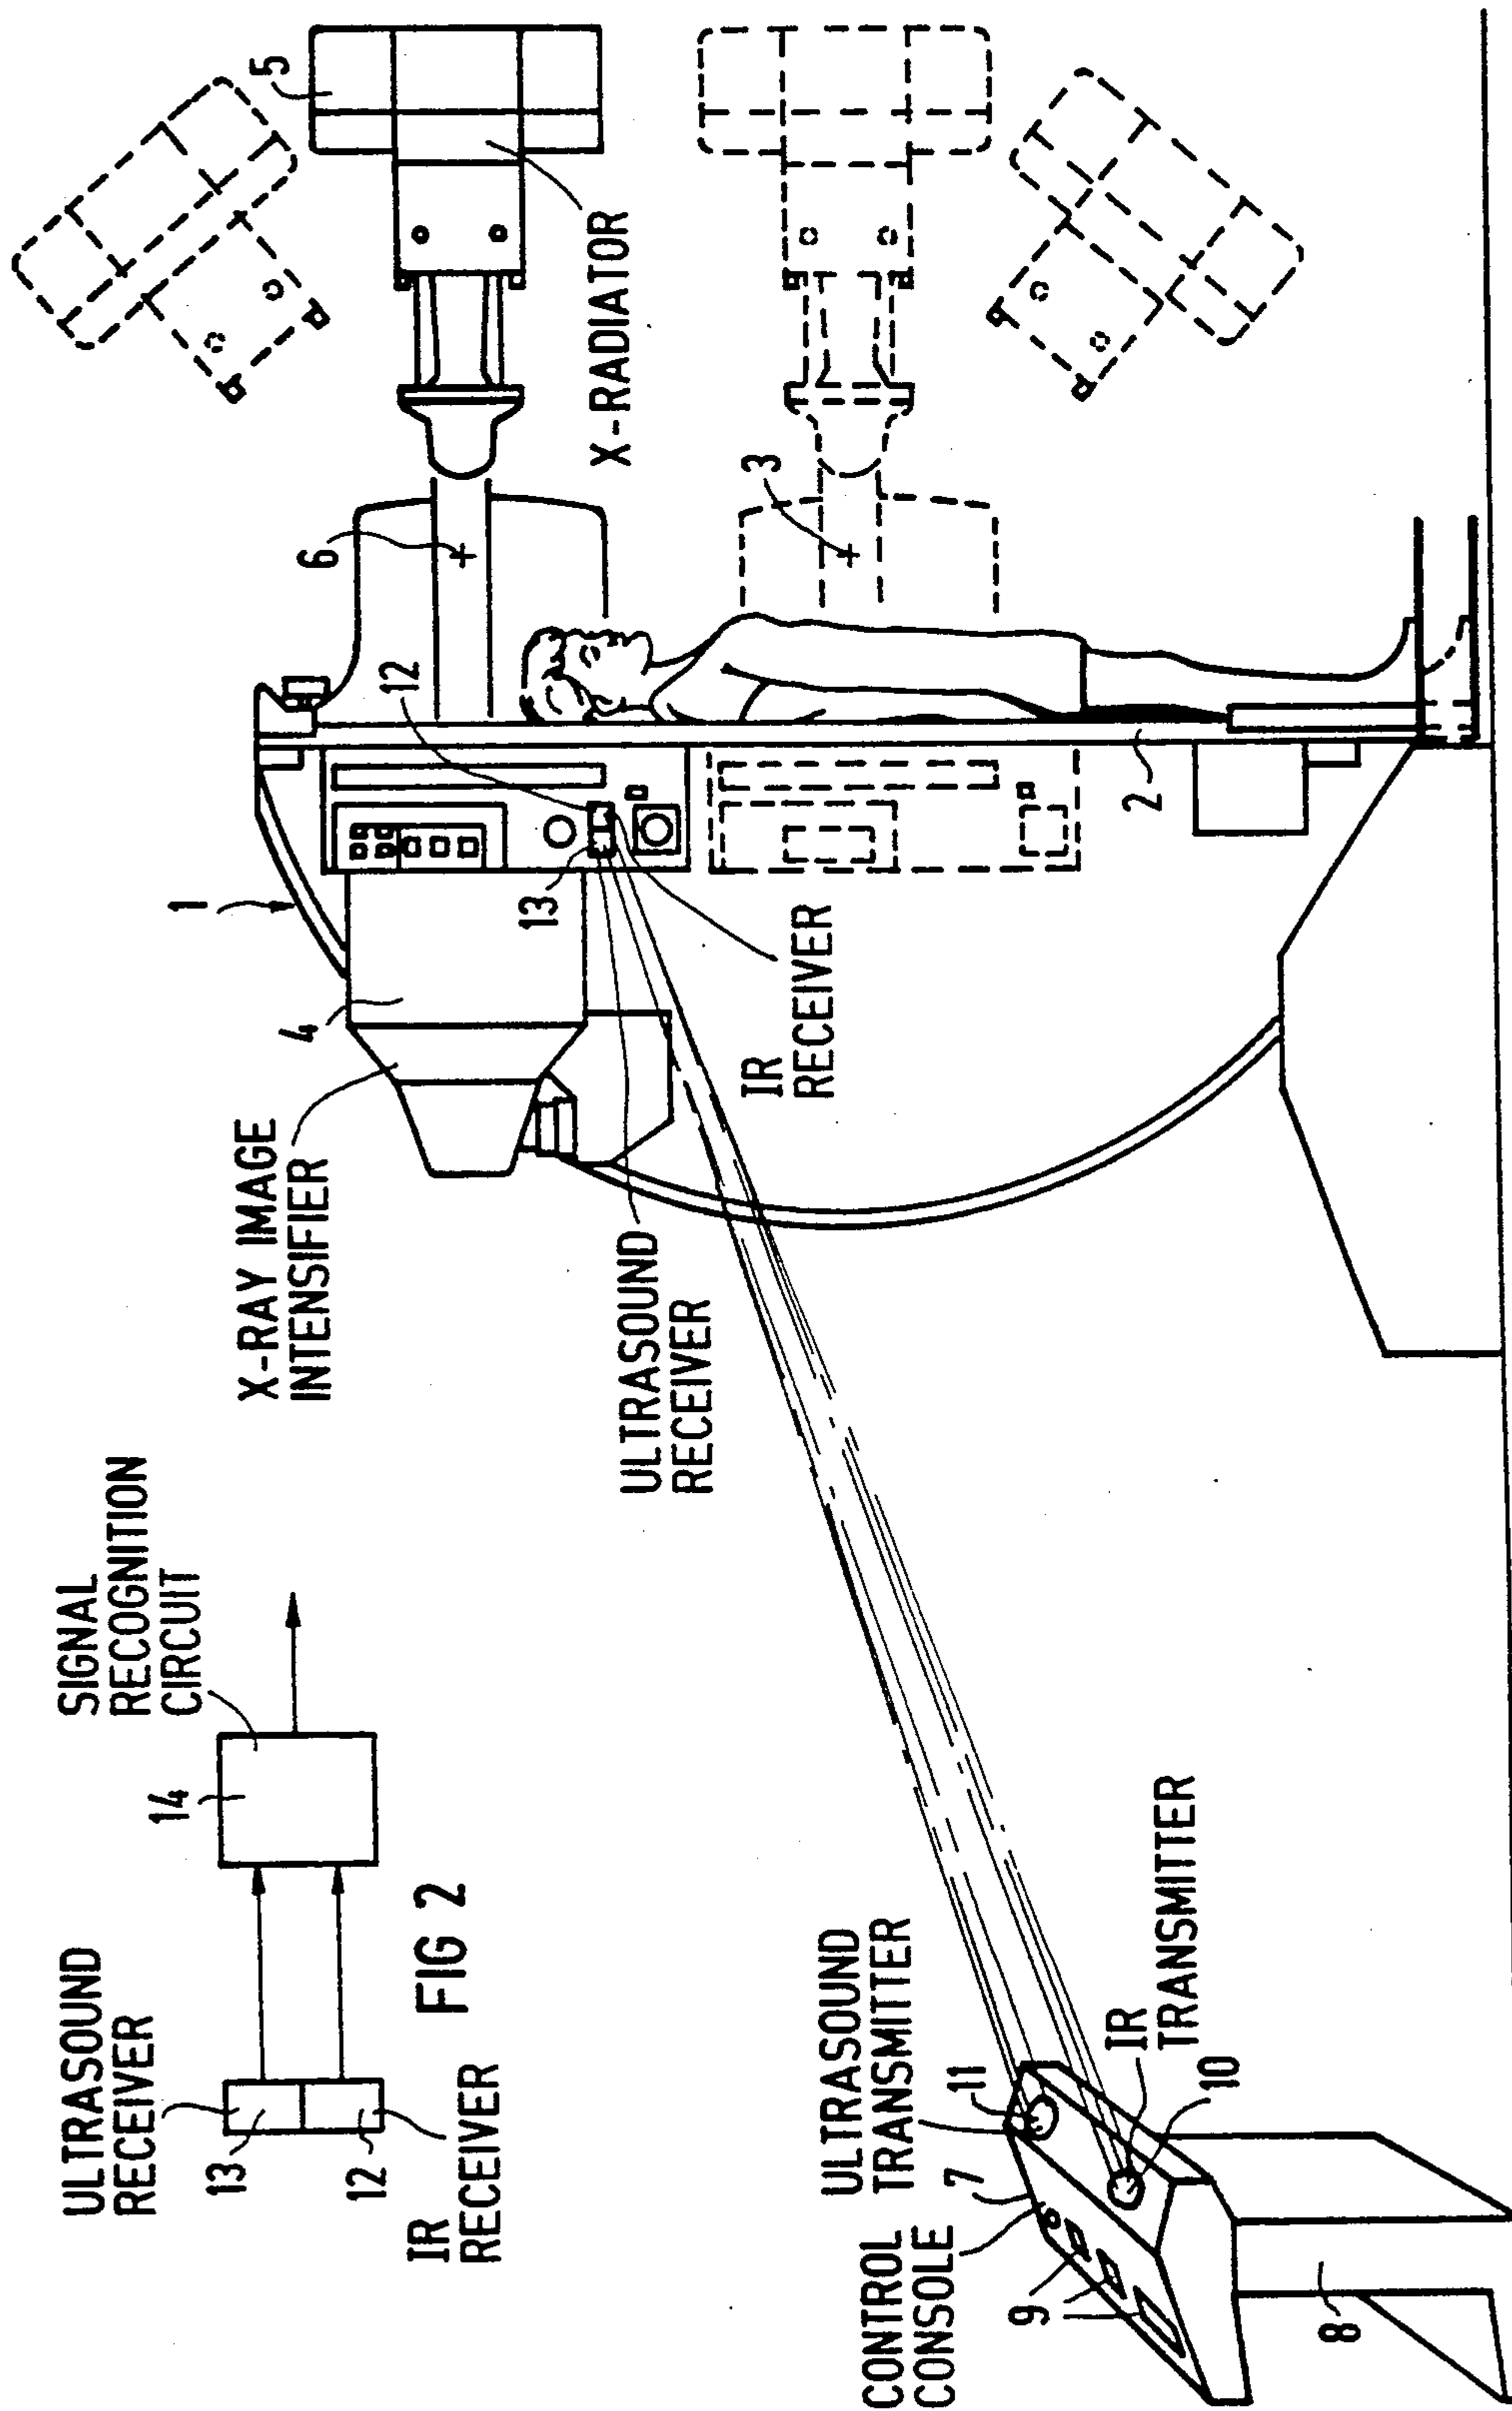 ULTRASOUND
RECEIVER
13
12
IR
RECEIVER
14
SIGNAL
RECOGNITION
CIRCUIT
FIG 2
X-RAY IMAGE
INTENSIFIER
4
1
ULTRASOUND
RECEIVER
13
12
IR
RECEIVER
6
5
X-RADIATOR
3
2
CONTROL
CONSOLE
7
9
ULTRASOUND
TRANSMITTER
11
IR
TRANSMITTER
10
8